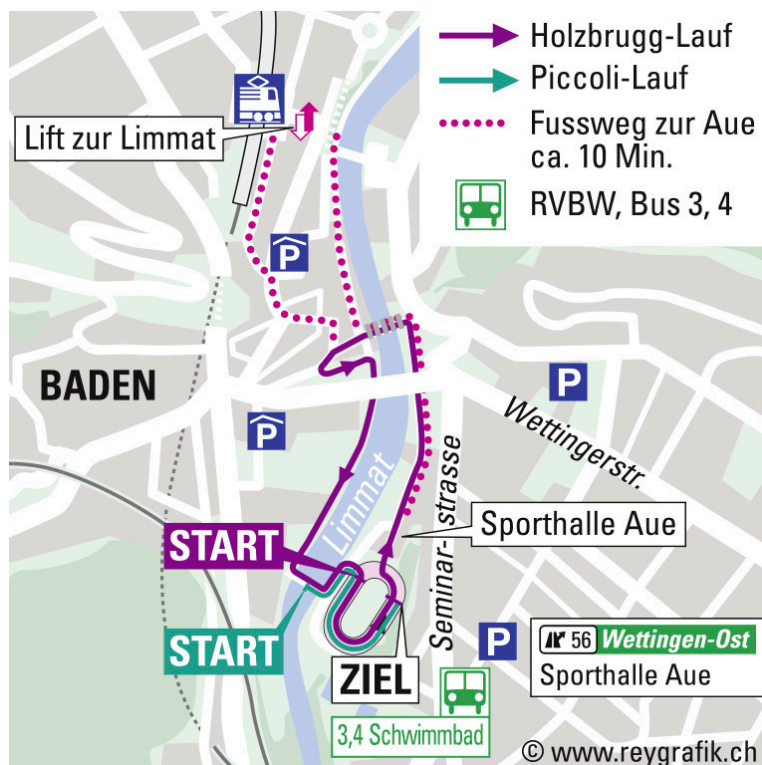 Holzbrugg-Lauf
Piccoli-Lauf
Fussweg zur Aue
ca. 10 Min.
RVBW, Bus 3, 4
Lift zur Limmat
P
BADEN
P
P
Wettingerstr.
Limmat
Seminar-strasse
Sporthalle Aue
START
START
ZIEL
P
56 Wettingen-Ost
Sporthalle Aue
3,4 Schwimmbad
© www.reygrafik.ch